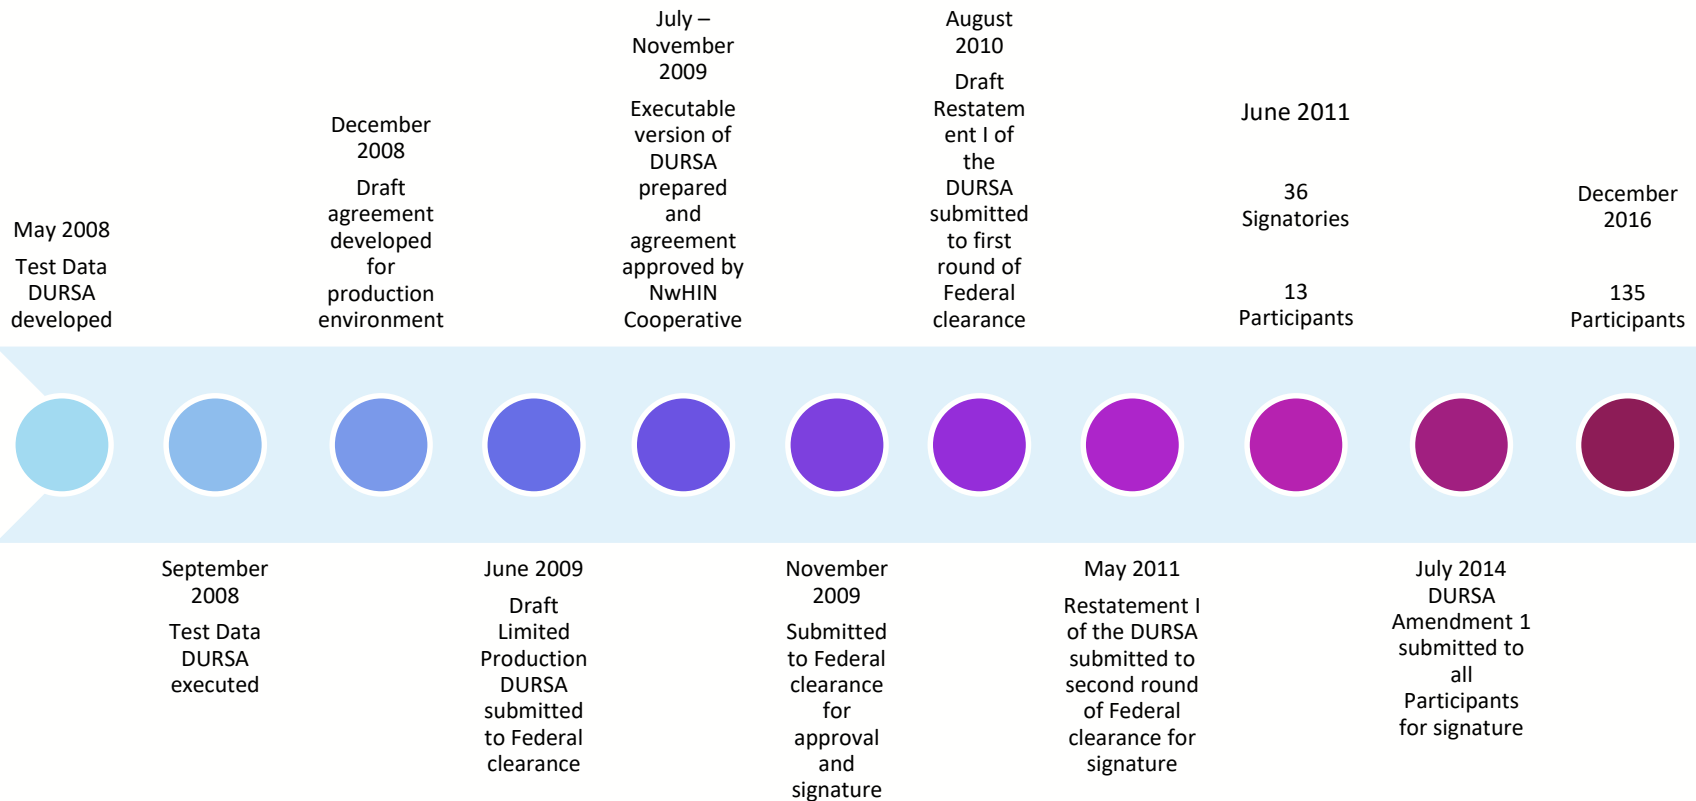 May 2008
Test Data
DURSA
developed
September
2008
Test Data
DURSA
executed
December
2008
Draft
agreement
developed
for
production
environment
June 2009
Draft
Limited
Production
DURSA
submitted
to Federal
clearance
July –
November
2009
Executable
version of
DURSA
prepared
and
agreement
approved by
NwHIN
Cooperative
November
2009
Submitted
to Federal
clearance
for
approval
and
signature
August
2010
Draft
Restatem
ent I of
the
DURSA
submitted
to first
round of
Federal
clearance
May 2011
Restatement I
of the DURSA
submitted to
second round
of Federal
clearance for
signature
June 2011
36
Signatories
13
Participants
July 2014
DURSA
Amendment 1
submitted to
all
Participants
for signature
December
2016
135
Participants